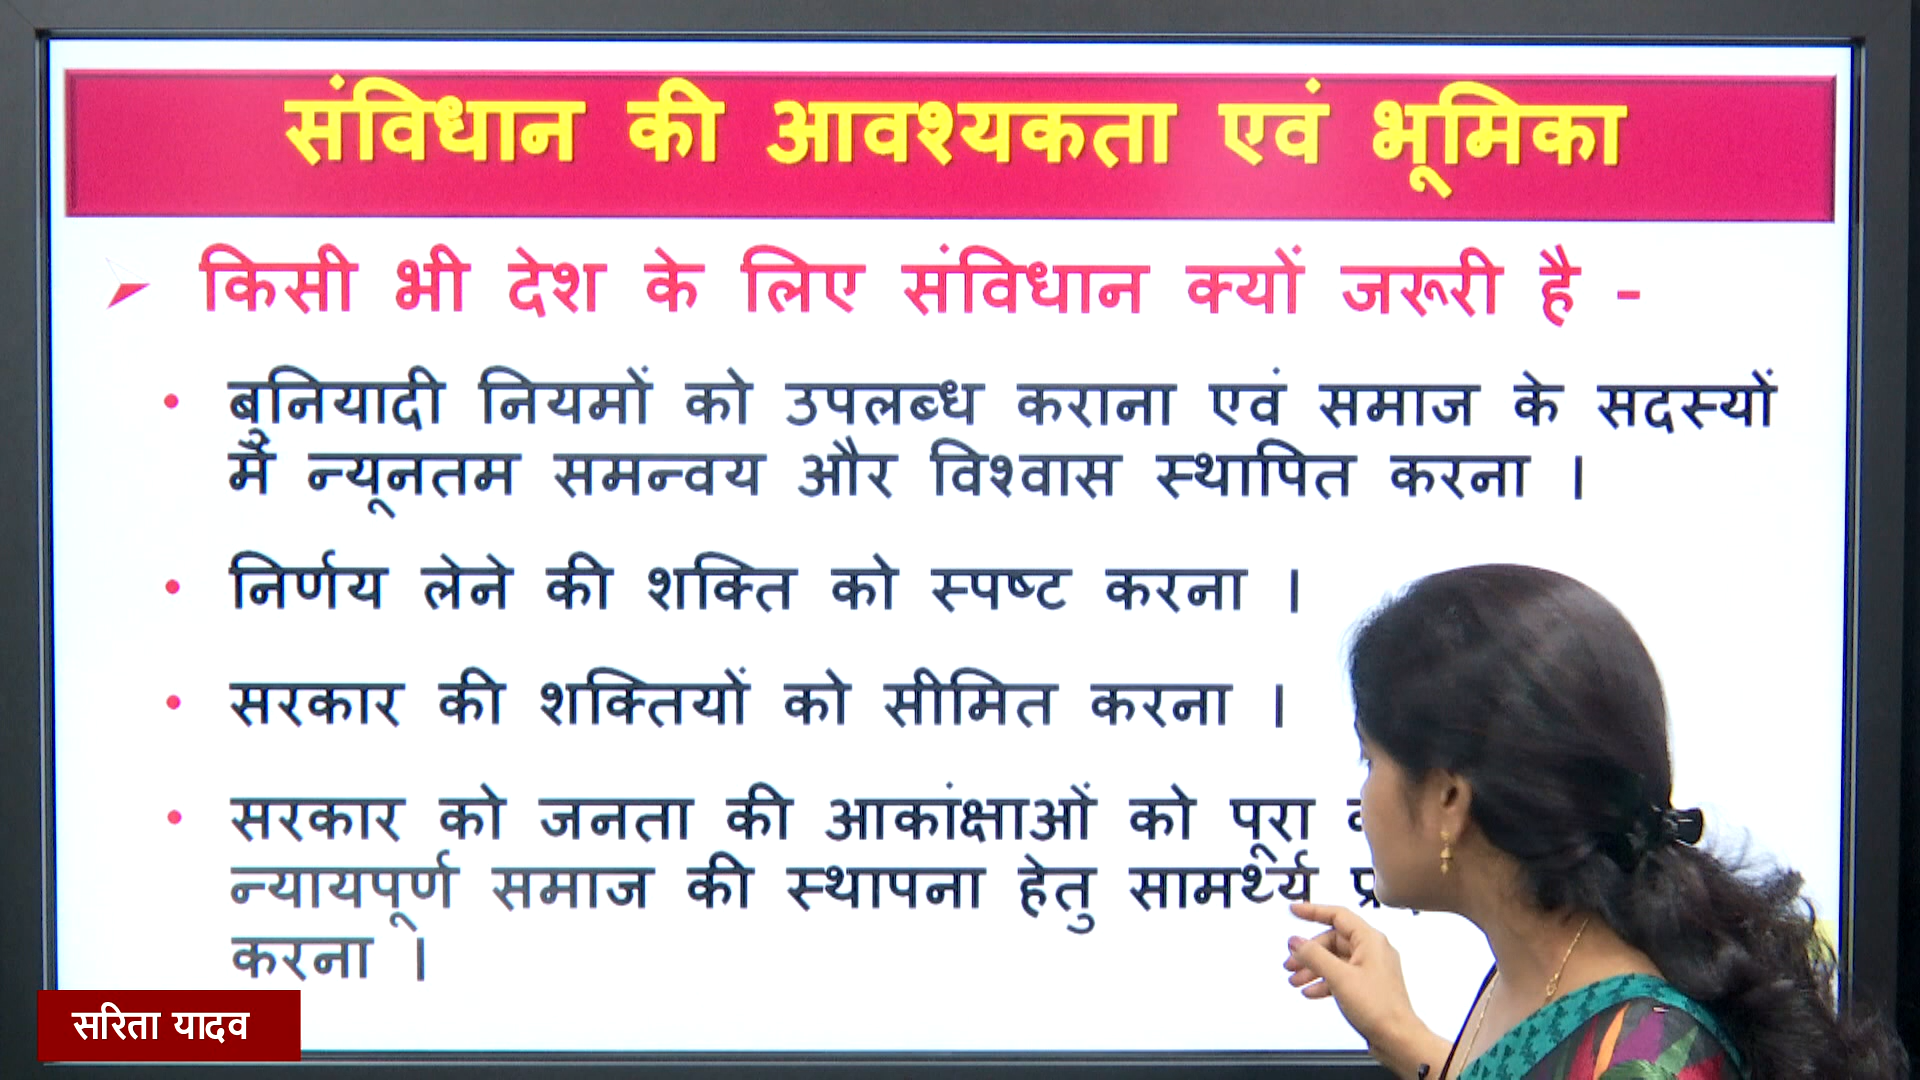 संविधान की आवश्यकता एवं भूमिका
किसी भी देश के लिए संविधान क्यों जरूरी है -
बुनियादी नियमों को उपलब्ध कराना एवं समाज के सदस्यों
में न्यूनतम समन्वय और विश्वास स्थापित करना ।
निर्णय लेने की शक्ति को स्पष्ट करना ।
सरकार की शक्तियों को सीमित करना ।
सरकार को जनता की आकांक्षाओं को पूरा
न्यायपूर्ण समाज की स्थापना हेतु सामर्थ्य
करना ।
सरिता यादव